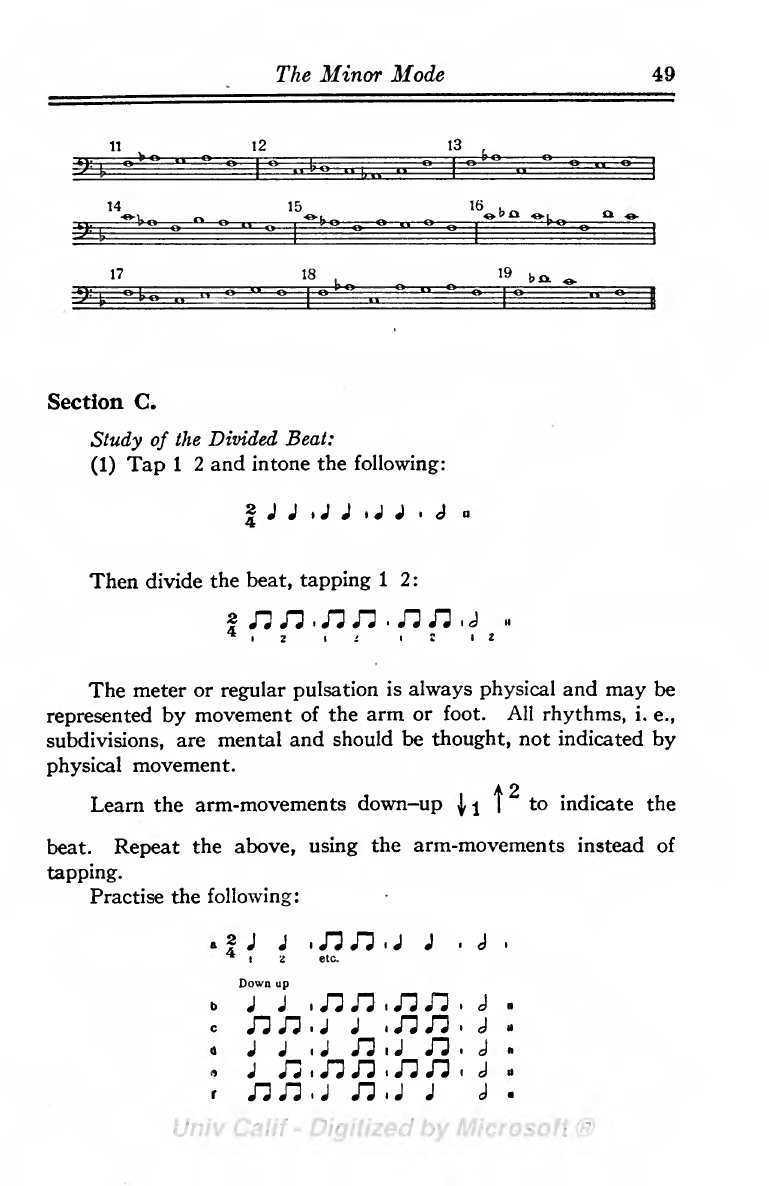 The Minor Mode 49
11 12 13
14 15 16
17 18 19
Section C.
Study of the Divided Beat:
(1) Tap 1 2 and intone the following:
2
4
Then divide the beat, tapping 1 2:
2
4
1 2 1 2 1 2 1 2
The meter or regular pulsation is always physical and may be
represented by movement of the arm or foot. All rhythms, i. e.,
subdivisions, are mental and should be thought, not indicated by
physical movement.
Learn the arm-movements down–up ↓1 ↑2 to indicate the
beat. Repeat the above, using the arm-movements instead of
tapping.
Practise the following:
a 2
4
1 2 etc.
Down up
b
c
d
e
f
Univ Calif - Digitized by Microsoft ®